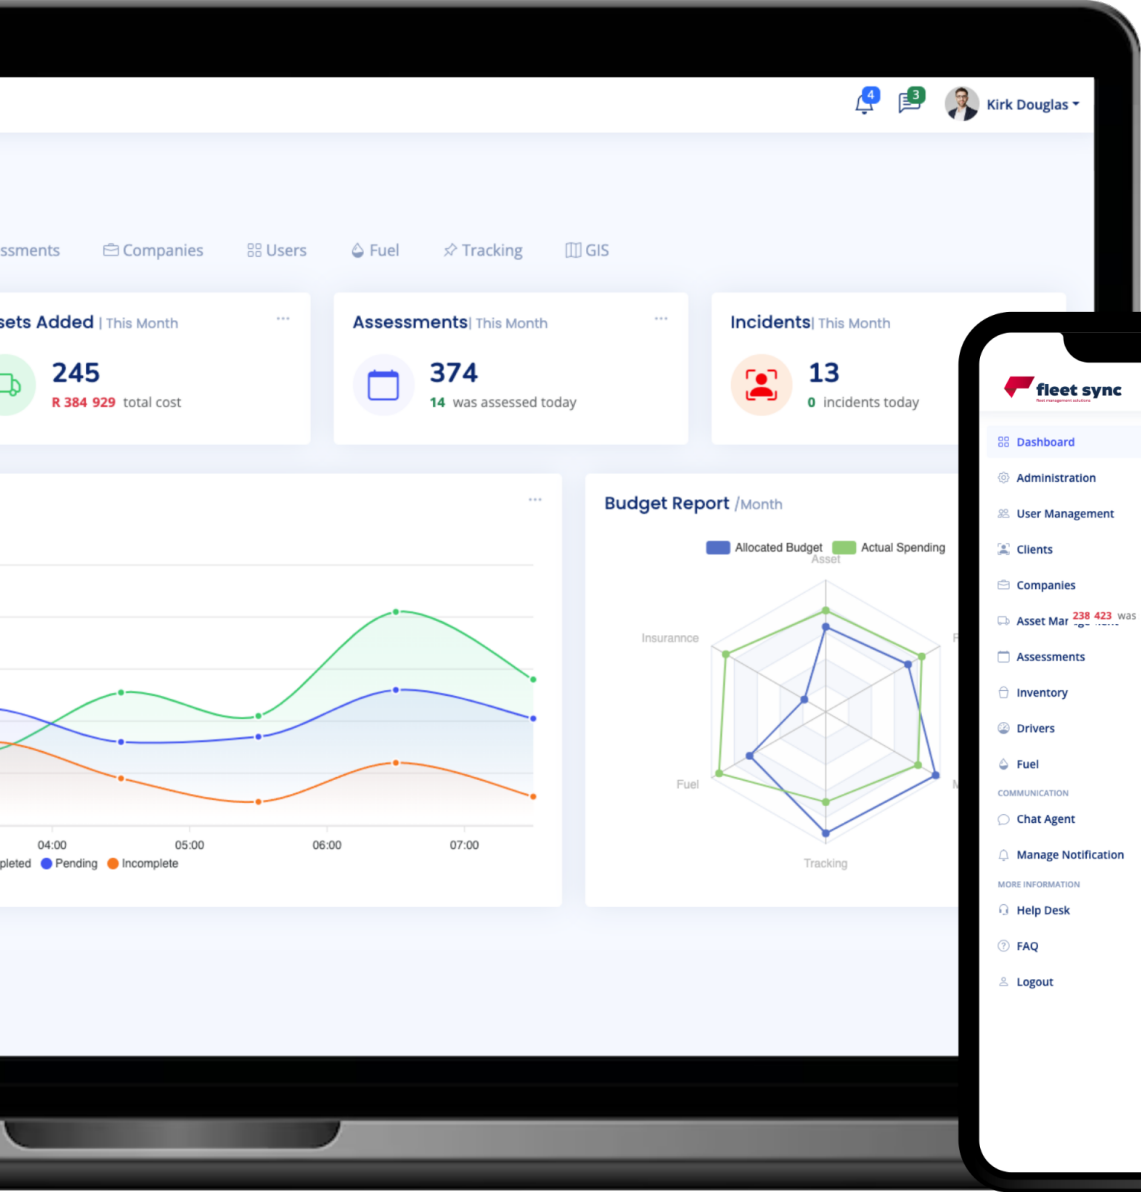 4
3
Kirk Douglas
ssments Companies Users Fuel Tracking GIS
sets Added | This Month
245
R 384 929 total cost
Assessments| This Month
374
14 was assessed today
Incidents| This Month
13
0 incidents today
04:00 05:00 06:00 07:00
pleted Pending Incomplete
Budget Report /Month
Allocated Budget Actual Spending
Asset
Insurannce
Fuel
Tracking
fleet sync
fleet management solutions
Dashboard
Administration
User Management
Clients
Companies
Asset Mar
238 423 was
Assessments
Inventory
Drivers
Fuel
COMMUNICATION
Chat Agent
Manage Notification
MORE INFORMATION
Help Desk
FAQ
Logout